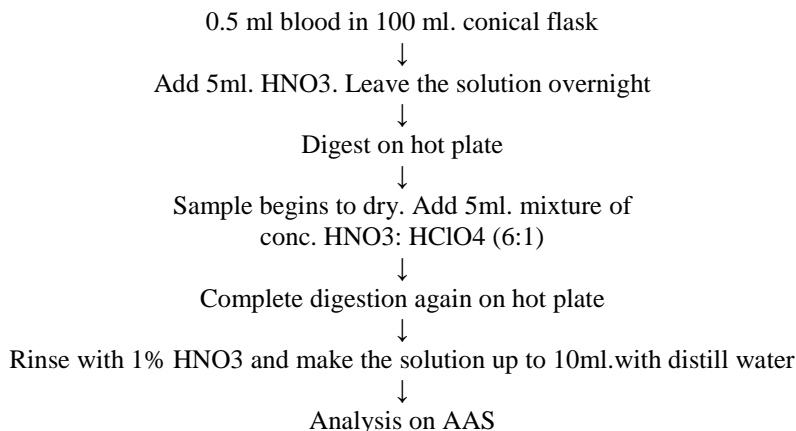 0.5 ml blood in 100 ml. conical flask
↓
Add 5ml. HNO3. Leave the solution overnight
↓
Digest on hot plate
↓
Sample begins to dry. Add 5ml. mixture of
conc. HNO3: HClO4 (6:1)
↓
Complete digestion again on hot plate
↓
Rinse with 1% HNO3 and make the solution up to 10ml.with distill water
↓
Analysis on AAS